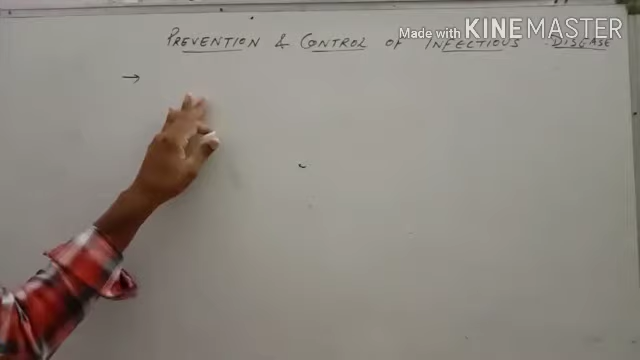 Made with KINEMASTER
PREVENTION & CONTROL OF INFECTIOUS DISEASE
→